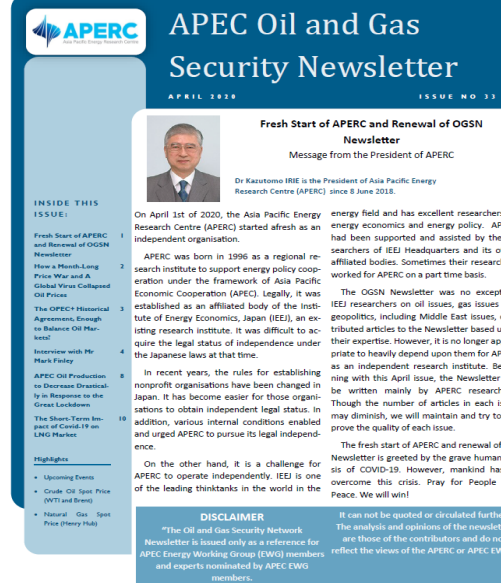 APERC
Asia Pacific Energy Research Centre
APEC Oil and Gas
Security Newsletter
APRIL 2020
ISSUE NO 33
Fresh Start of APERC and Renewal of OGSN
Newsletter
Message from the President of APERC
Dr Kazutomo IRIE is the President of Asia Pacific Energy
Research Centre (APERC) since 8 June 2018.
INSIDE THIS
ISSUE:
Fresh Start of APERC 1
and Renewal of OGSN
Newsletter
How a Month-Long 2
Price War and A
Global Virus Collapsed
Oil Prices
The OPEC+ Historical 3
Agreement, Enough
to Balance Oil Mar-
kets?
Interview with Mr 4
Mark Finley
APEC Oil Production 8
to Decrease Drastical-
ly in Response to the
Great Lockdown
The Short-Term Im- 10
pact of Covid-19 on
LNG Market
Highlights
• Upcoming Events
• Crude Oil Spot Price
(WTI and Brent)
• Natural Gas Spot
Price (Henry Hub)
On April 1st of 2020, the Asia Pacific Energy
Research Centre (APERC) started afresh as an
independent organisation.
APERC was born in 1996 as a regional re-
search institute to support energy policy coop-
eration under the framework of Asia Pacific
Economic Cooperation (APEC). Legally, it was
established as an affiliated body of the Insti-
tute of Energy Economics, Japan (IEEJ), an ex-
isting research institute. It was difficult to ac-
quire the legal status of independence under
the Japanese laws at that time.
In recent years, the rules for establishing
nonprofit organisations have been changed in
Japan. It has become easier for those organi-
sations to obtain independent legal status. In
addition, various internal conditions enabled
and urged APERC to pursue its legal independ-
ence.
On the other hand, it is a challenge for
APERC to operate independently. IEEJ is one
of the leading thinktanks in the world in the
energy field and has excellent researchers
energy economics and energy policy. AP
had been supported and assisted by the
searchers of IEEJ Headquarters and its o
affiliated bodies. Sometimes their research
worked for APERC on a part time basis.
The OGSN Newsletter was no excep
IEEJ researchers on oil issues, gas issues
geopolitics, including Middle East issues,
tributed articles to the Newsletter based u
their expertise. However, it is no longer ap
priate to heavily depend upon them for AP
as an independent research institute. Be
ning with this April issue, the Newsletter
be written mainly by APERC research
Though the number of articles in each is
may diminish, we will maintain and try to
prove the quality of each issue.
The fresh start of APERC and renewal of
Newsletter is greeted by the grave human
sis of COVID-19. However, mankind has
overcome this crisis. Pray for People
Peace. We will win!
DISCLAIMER
"The Oil and Gas Security Network
Newsletter is issued only as a reference for
APEC Energy Working Group (EWG) members
and experts nominated by APEC EWG
members.
It can not be quoted or circulated furthe
The analysis and opinions of the newslet
are those of the contributors and do no
reflect the views of the APERC or APEC EW